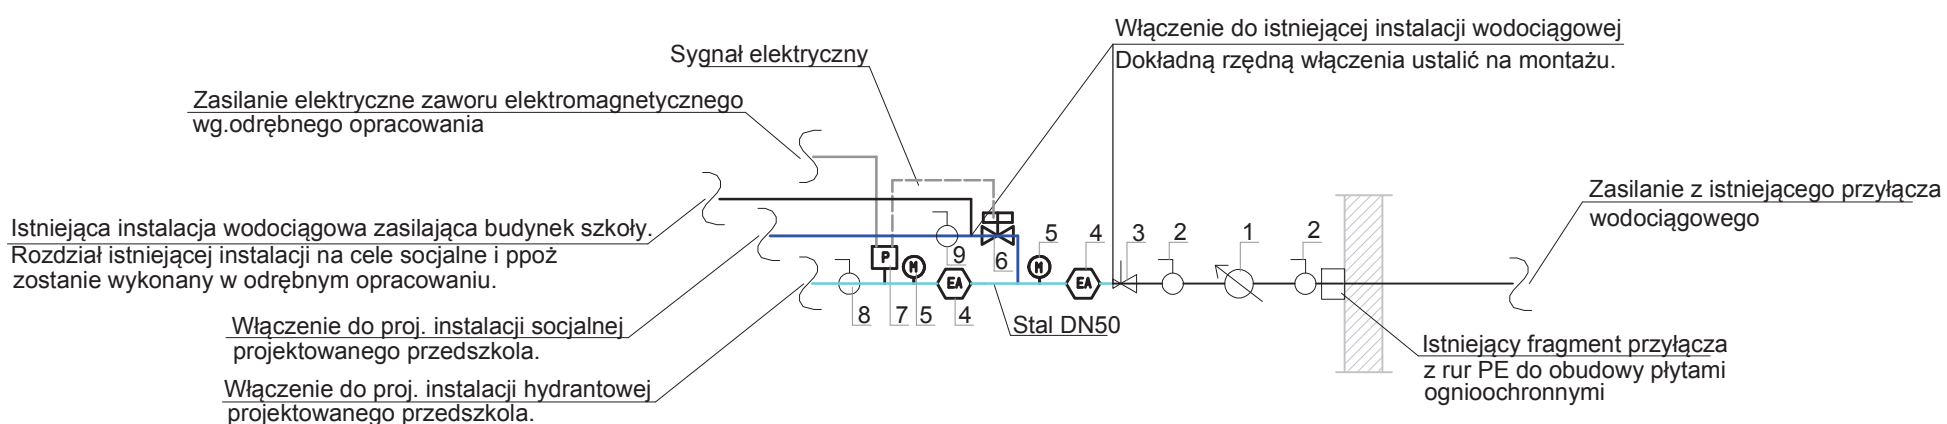 Włączenie do istniejącej instalacji wodociągowej
Dokładną rzędną włączenia ustalić na montażu.
Sygnał elektryczny
Zasilanie elektryczne zaworu elektromagnetycznego
wg.odrębnego opracowania
Zasilanie z istniejącego przyłącza
wodociągowego
Istniejąca instalacja wodociągowa zasilająca budynek szkoły.
Rozdział istniejącej instalacji na cele socjalne i ppoż
zostanie wykonany w odrębnym opracowaniu.
9
6
5
4
3
2
1
2
P
M
EA
M
EA
8
7
5
4
Stal DN50
Włączenie do proj. instalacji socjalnej
projektowanego przedszkola.
Istniejący fragment przyłącza
z rur PE do obudowy płytami
ognioochronnymi
Włączenie do proj. instalacji hydrantowej
projektowanego przedszkola.